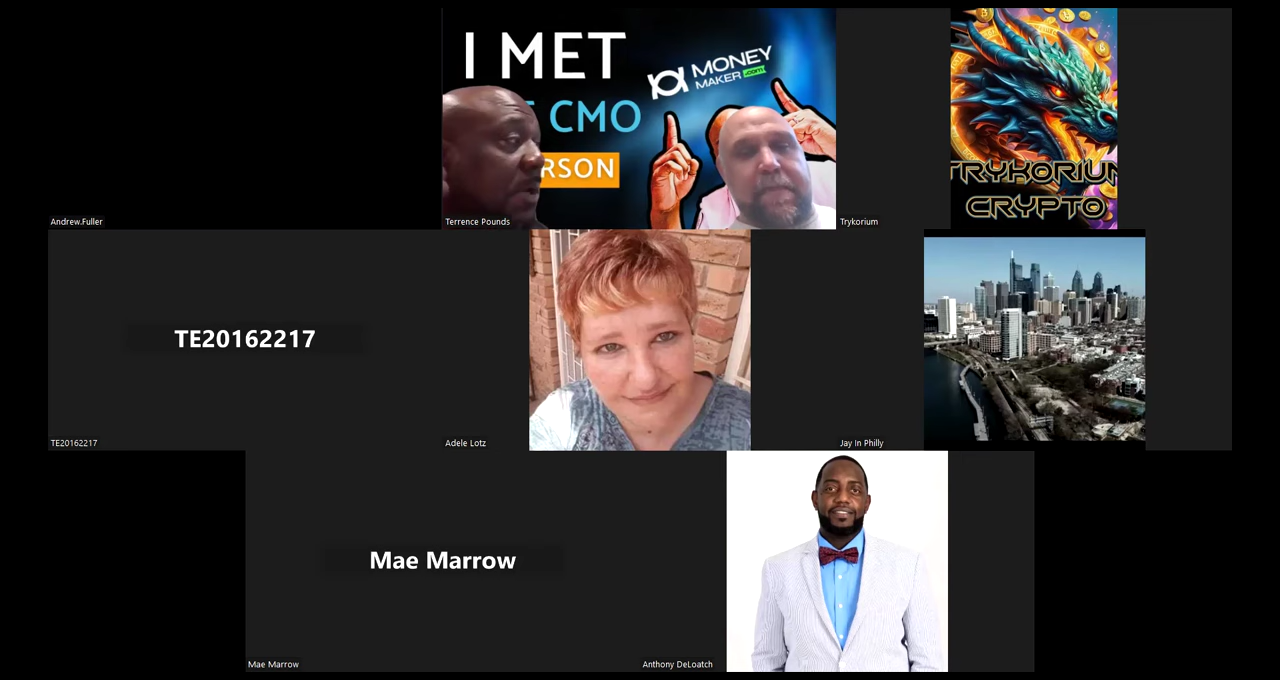 I MET
CMO
RSON
MONEY
MAKER.com
TRYKORIUM
CRYPTO
Andrew.Fuller
Terrence Pounds
Trykorium
TE20162217
TE20162217
Adele Lotz
Jay In Philly
Mae Marrow
Mae Marrow
Anthony DeLoatch